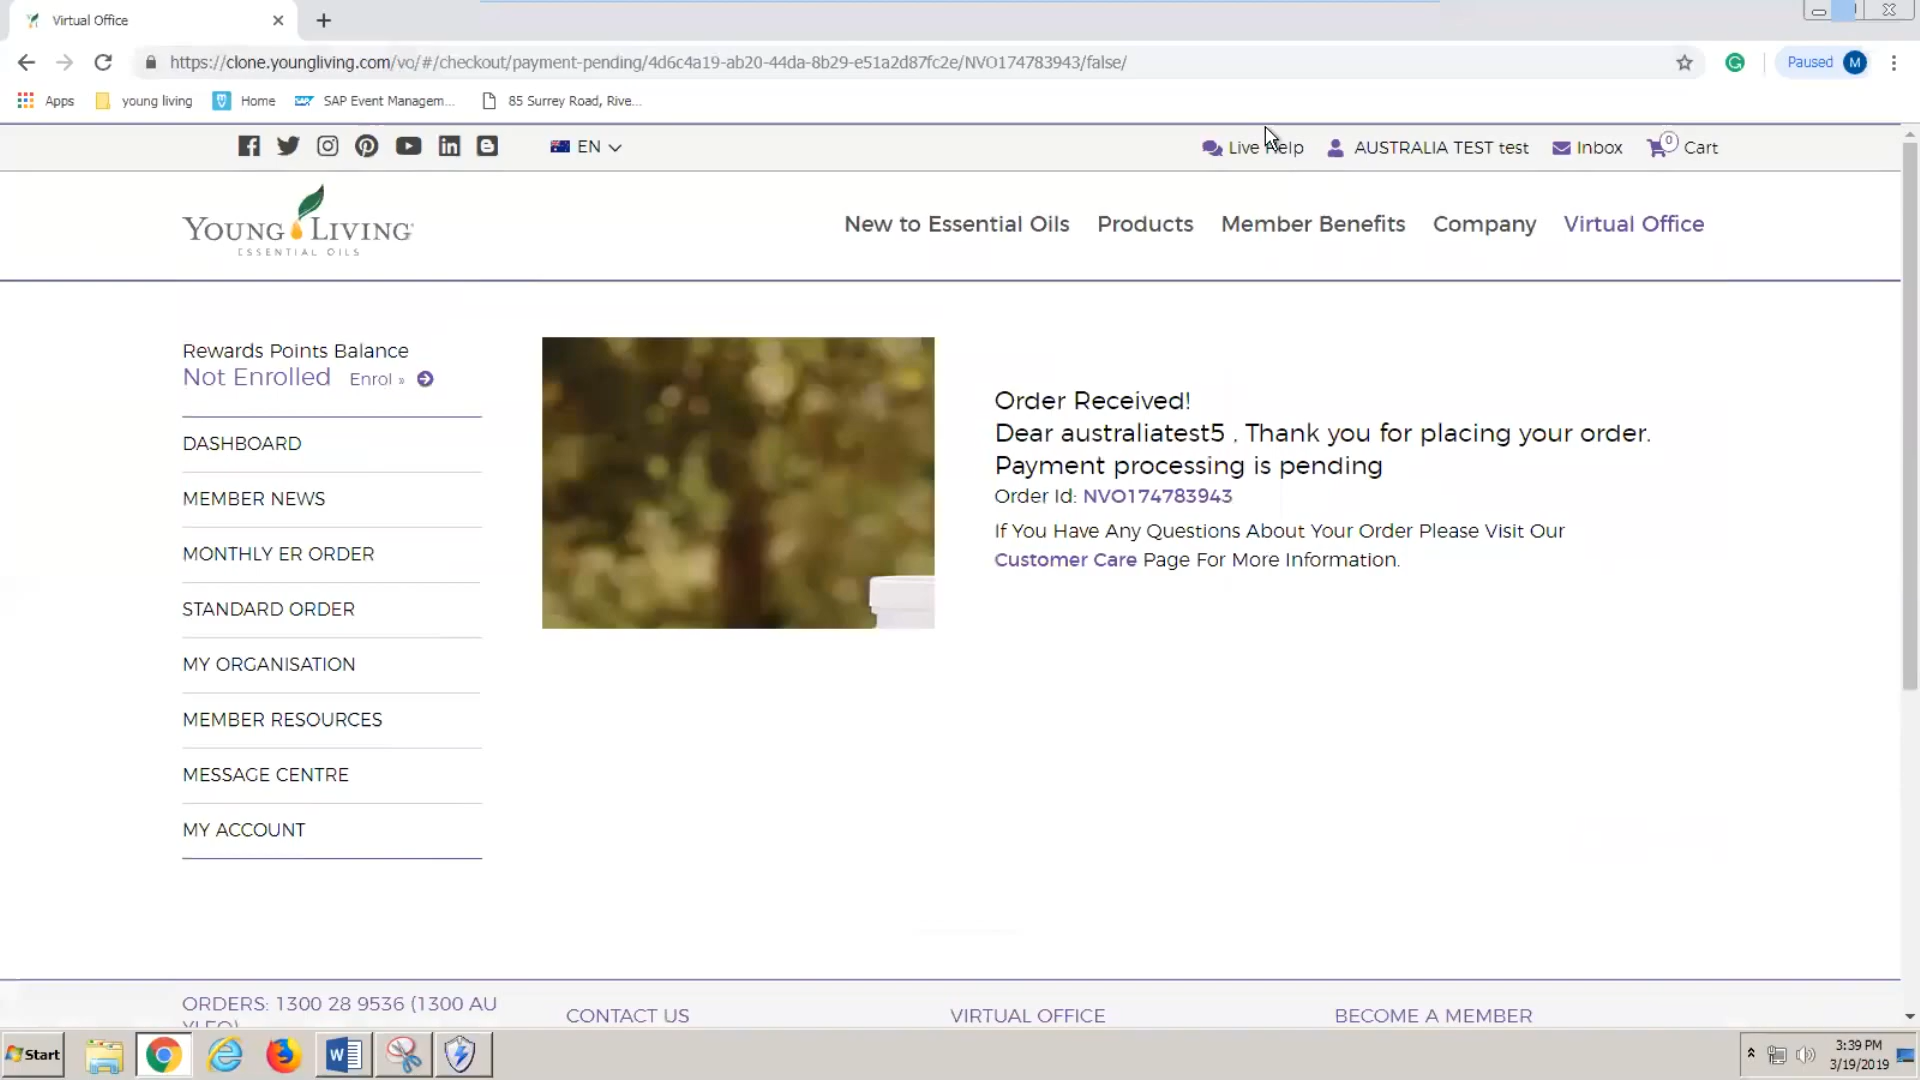 Virtual Office
https://clone.youngliving.com/vo/#/checkout/payment-pending/4d6c4a19-ab20-44da-8b29-e51a2d87fc2e/NVO174783943/false/
Paused M
Apps young living Home SAP Event Managem... 85 Surrey Road, Rive...
EN Live Help AUSTRALIA TEST test Inbox 0 Cart
YOUNG LIVING
ESSENTIAL OILS
New to Essential Oils Products Member Benefits Company Virtual Office
Rewards Points Balance
Not Enrolled Enrol »
DASHBOARD
MEMBER NEWS
MONTHLY ER ORDER
STANDARD ORDER
MY ORGANISATION
MEMBER RESOURCES
MESSAGE CENTRE
MY ACCOUNT
Order Received!
Dear australiatest5 , Thank you for placing your order.
Payment processing is pending
Order Id: NVO174783943
If You Have Any Questions About Your Order Please Visit Our
Customer Care Page For More Information.
ORDERS: 1300 28 9536 (1300 AU
YLEO)
CONTACT US
VIRTUAL OFFICE
BECOME A MEMBER
Start
3:39 PM
3/19/2019